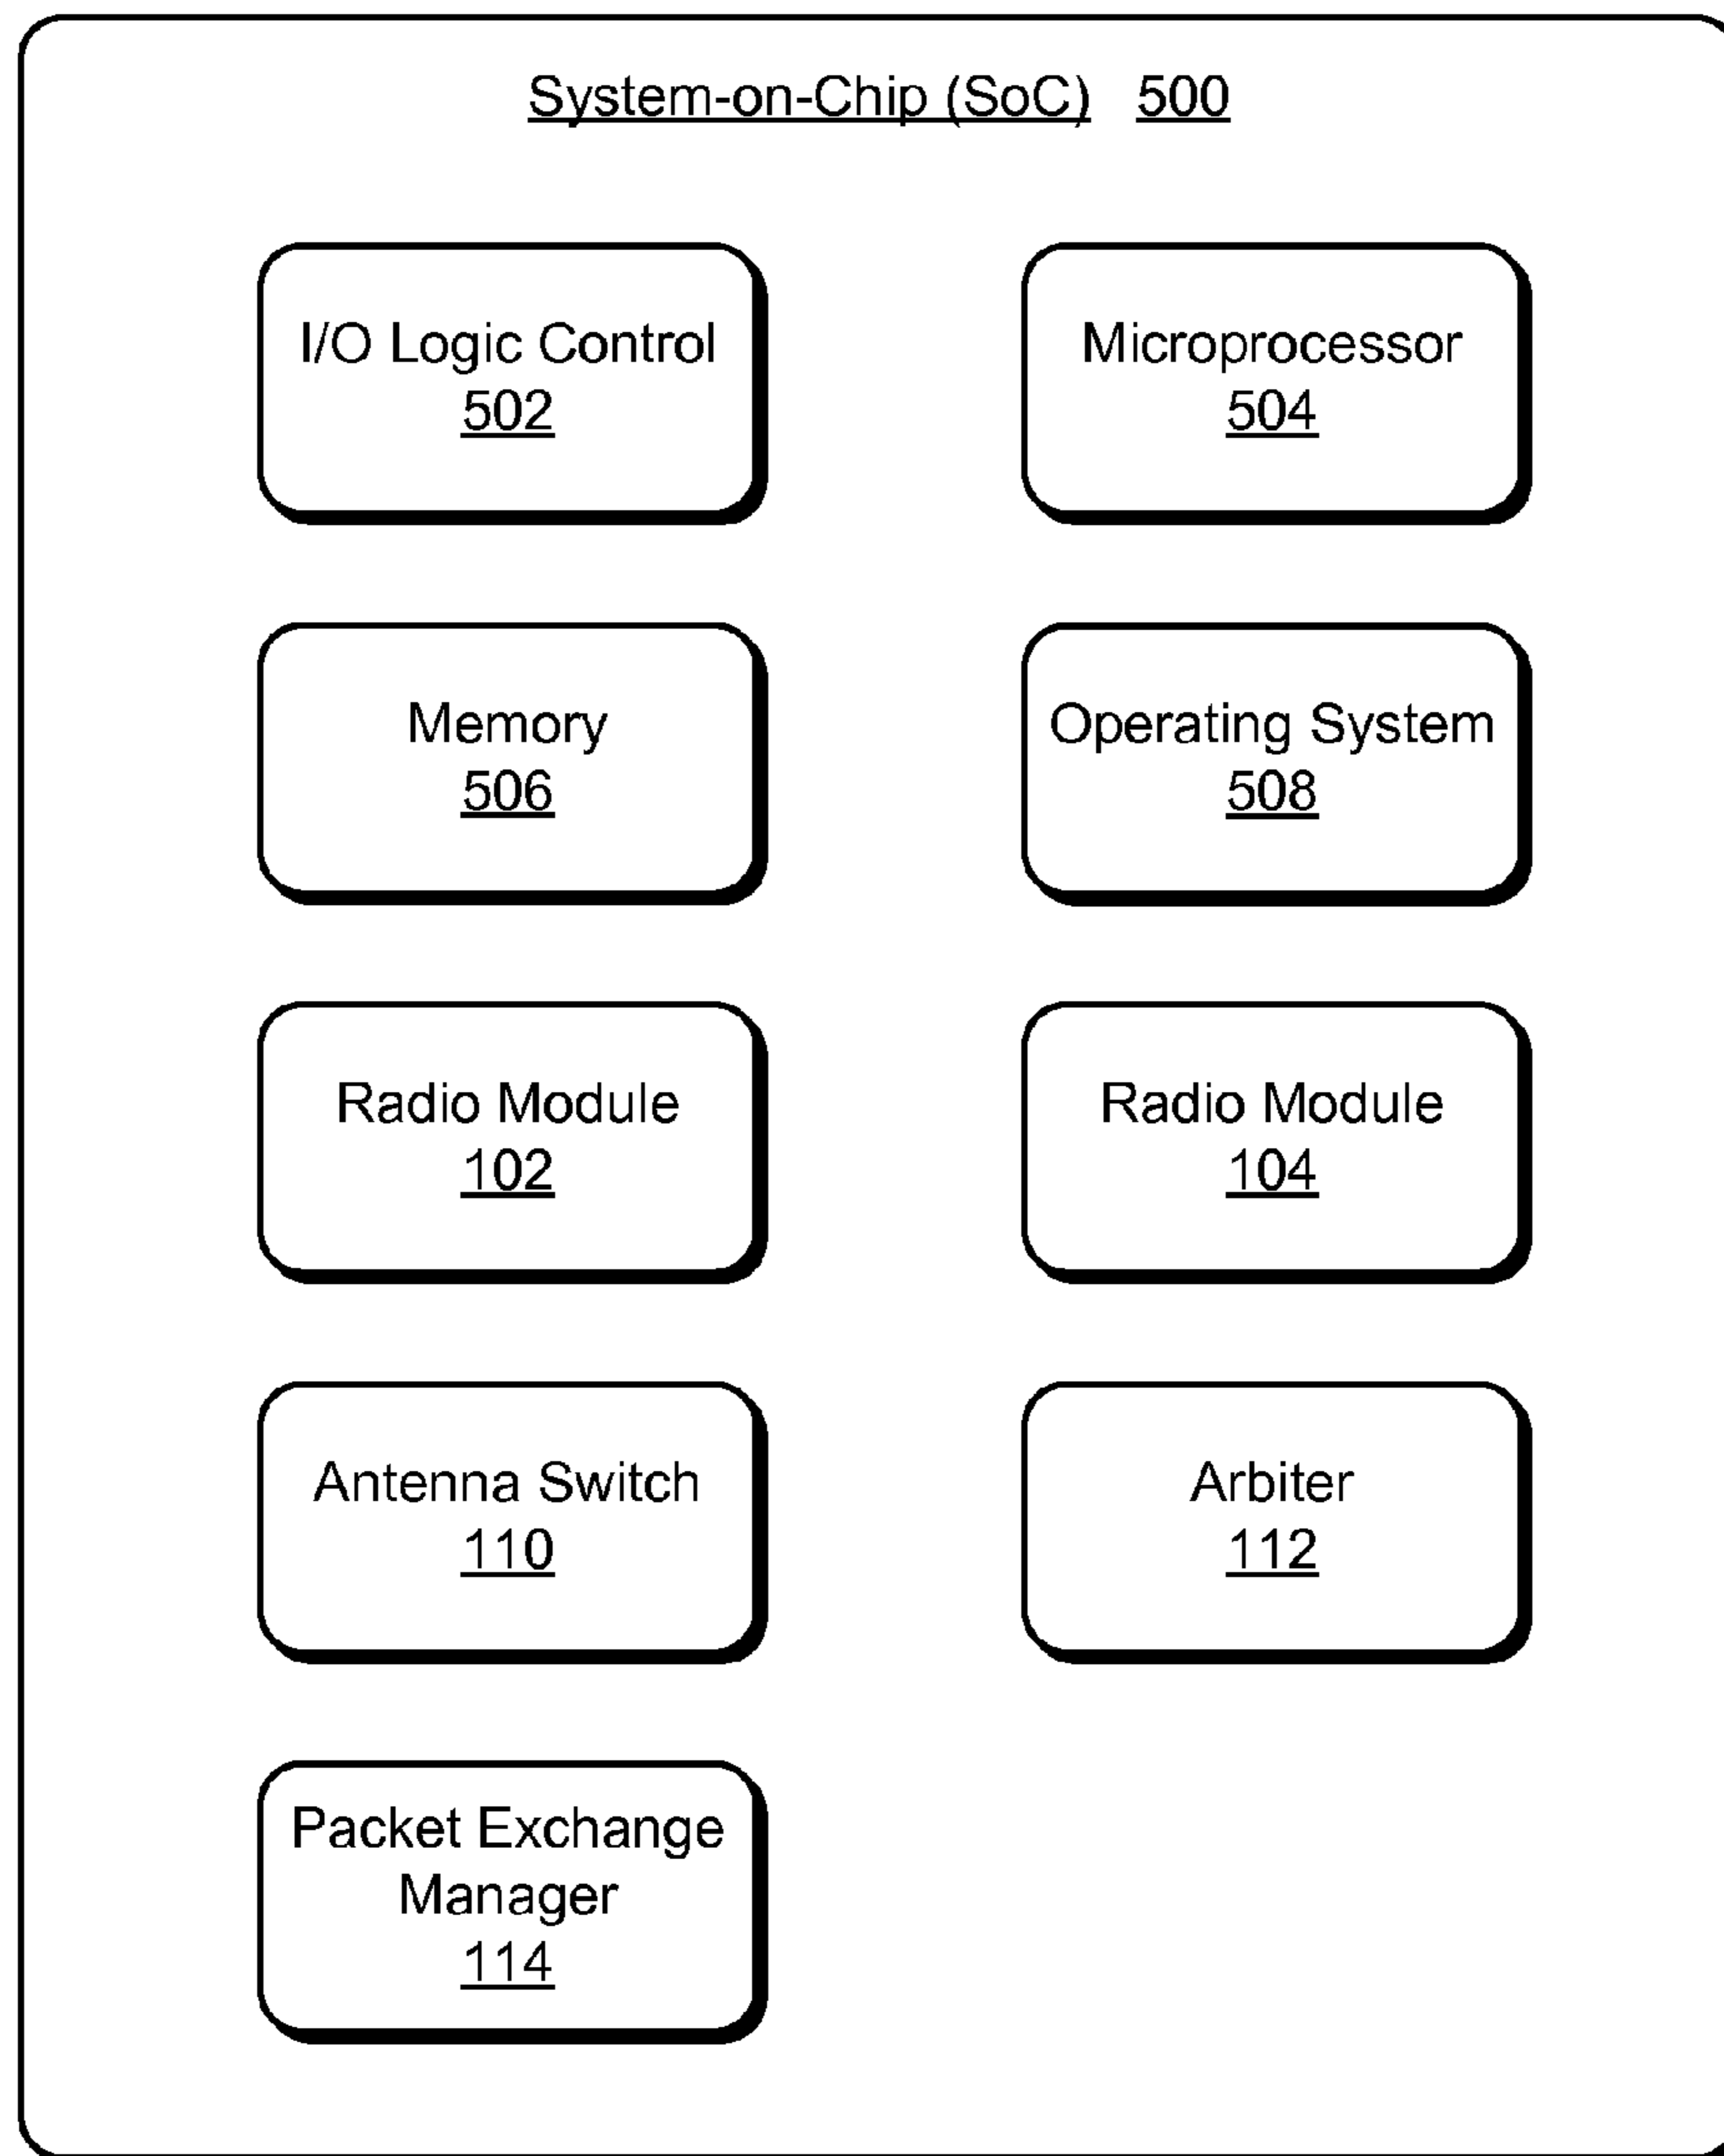 System-on-Chip (SoC) 500
I/O Logic Control
502
Microprocessor
504
Memory
506
Operating System
508
Radio Module
102
Radio Module
104
Antenna Switch
110
Arbiter
112
Packet Exchange
Manager
114